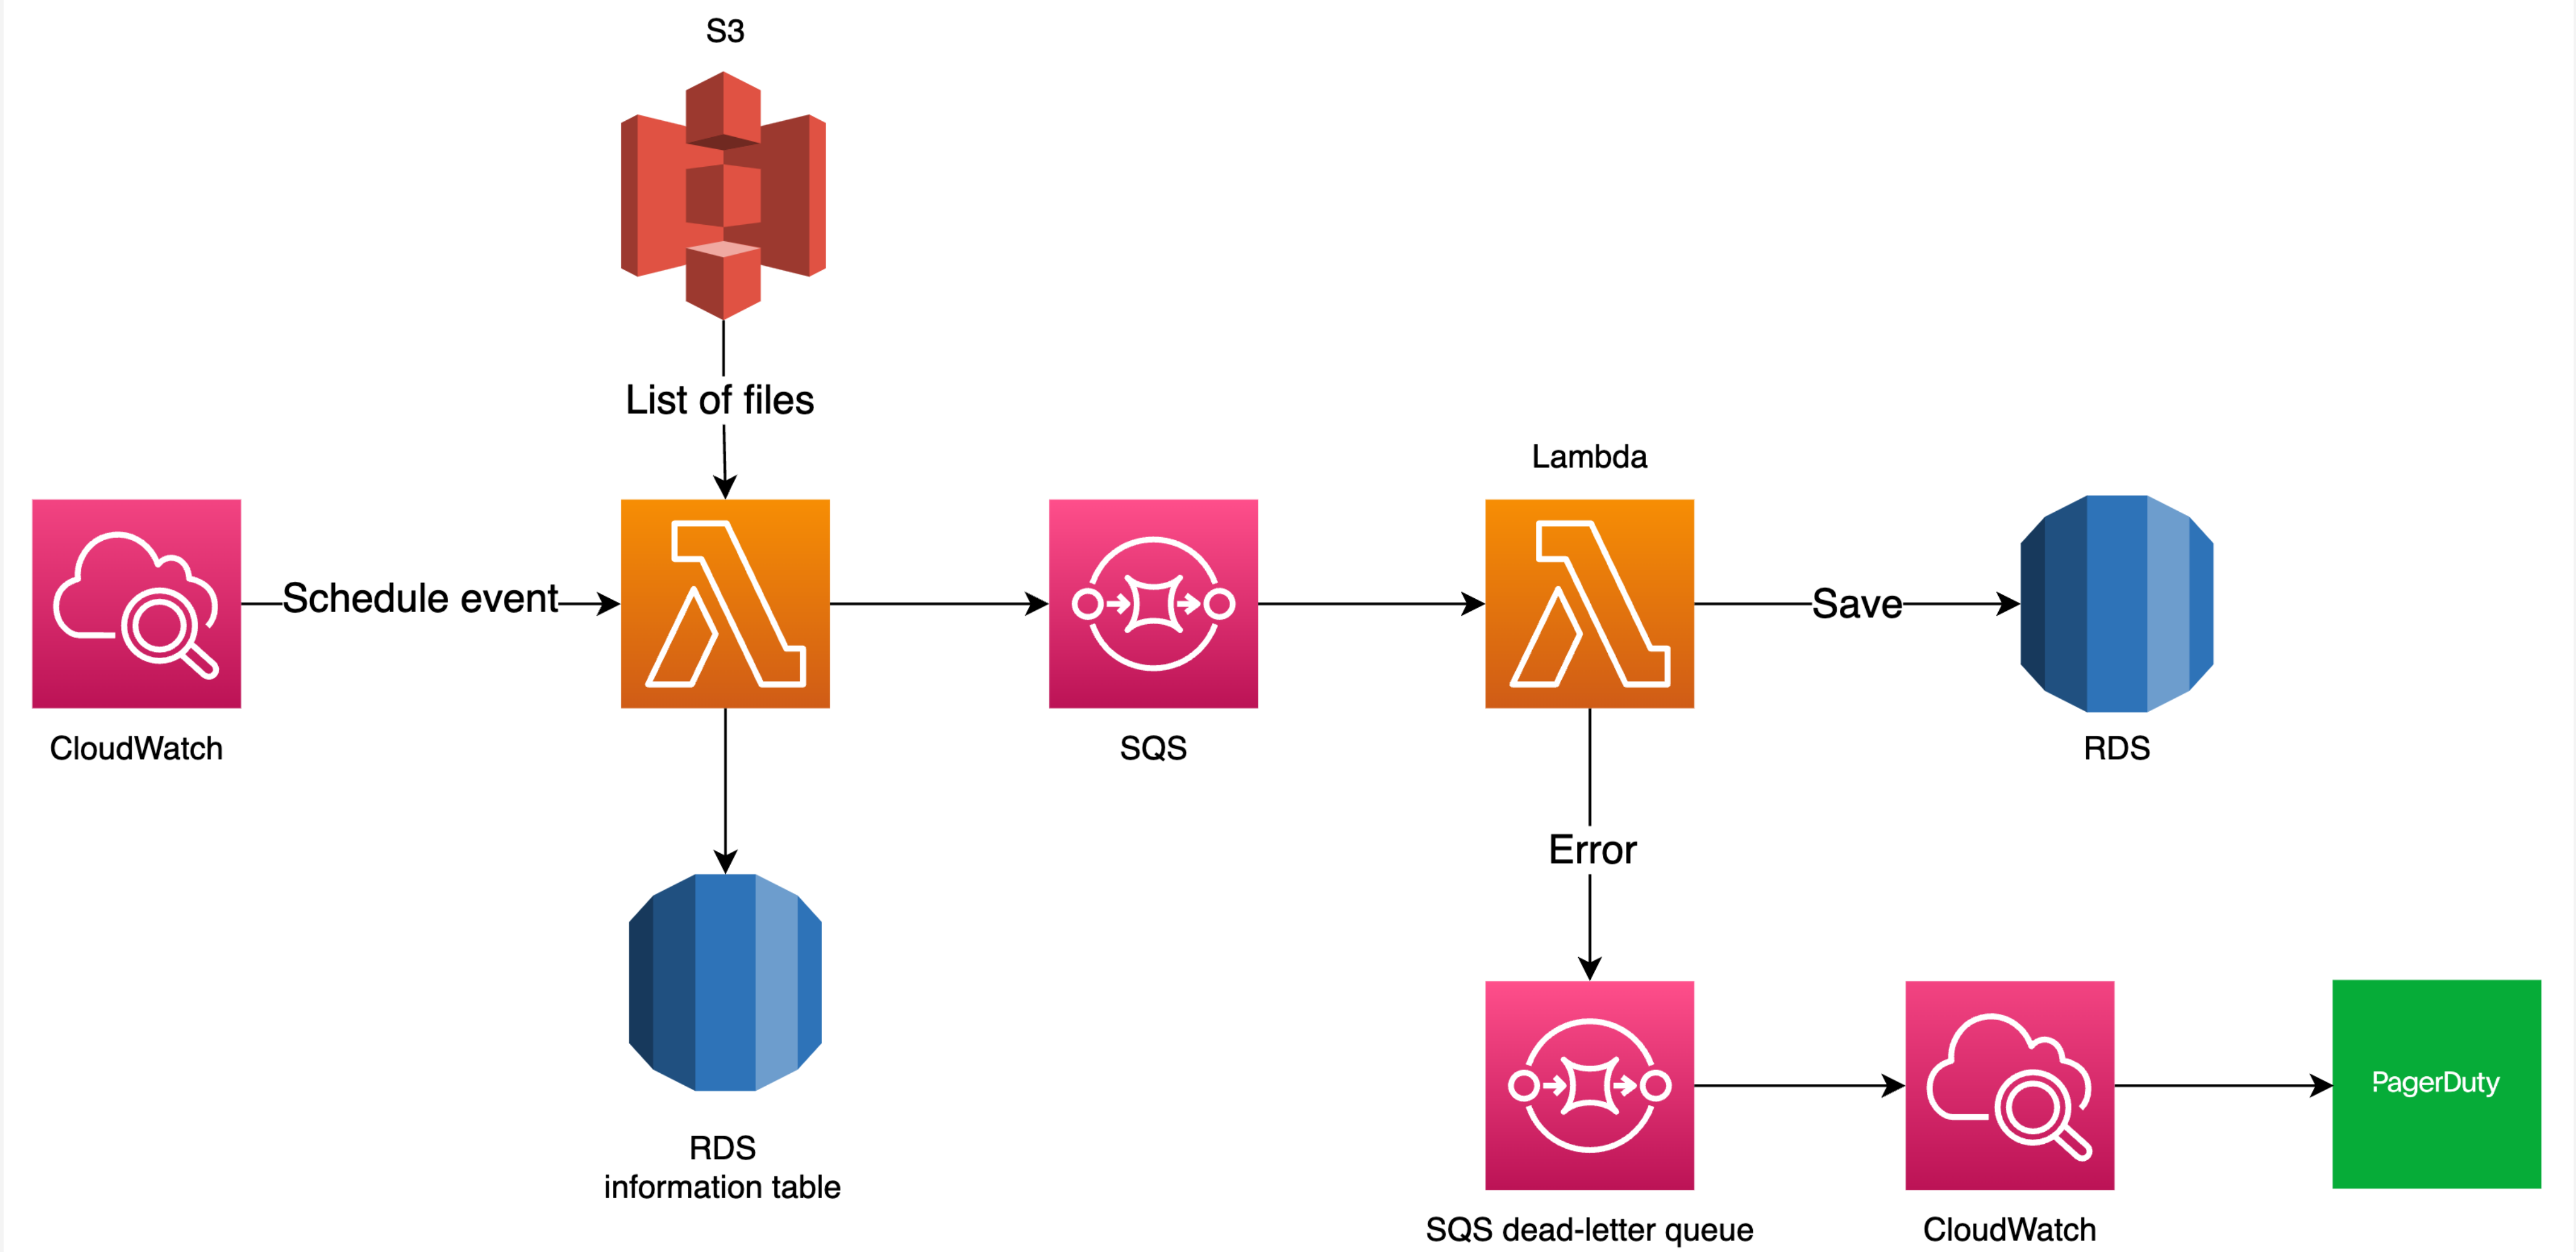 S3
List of files
Lambda
Schedule event
Save
CloudWatch
SQS
RDS
Error
PagerDuty
RDS
information table
SQS dead-letter queue
CloudWatch